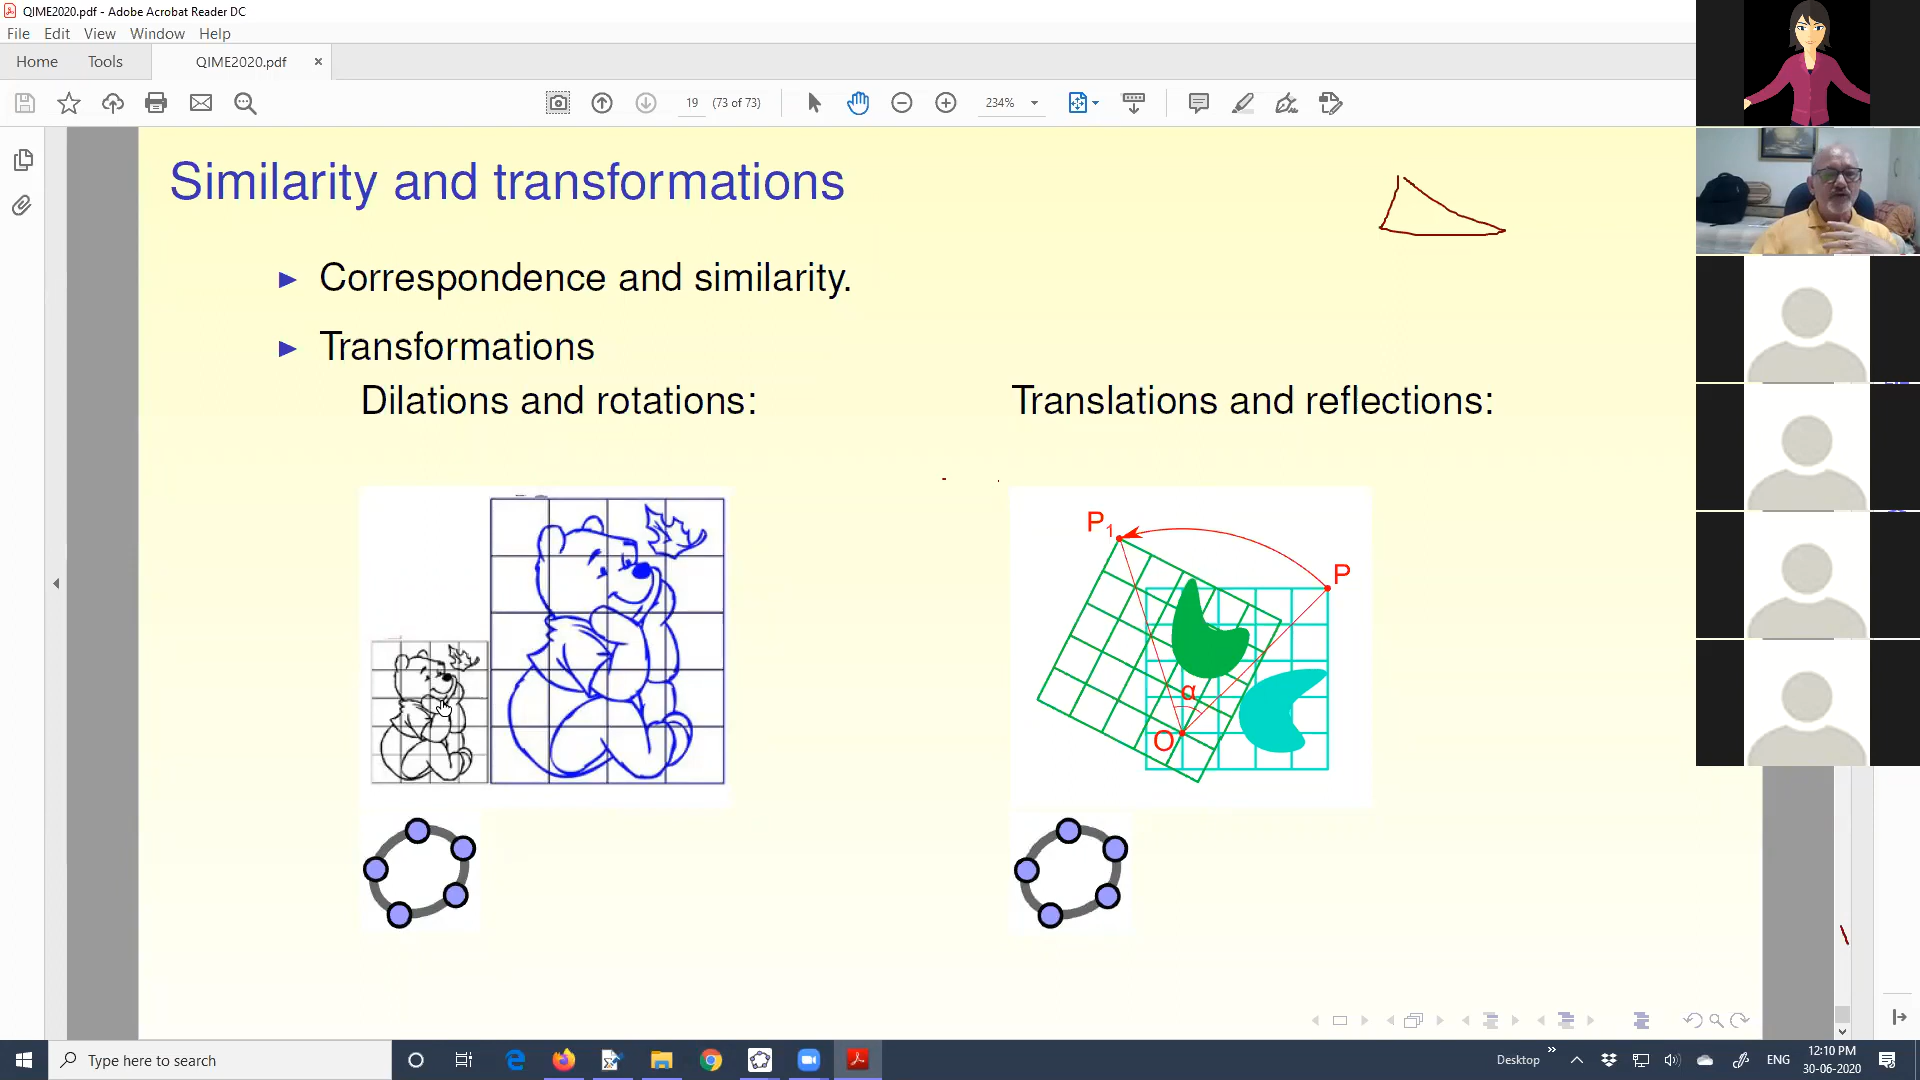 QIME2020.pdf - Adobe Acrobat Reader DC
File Edit View Window Help
Home Tools QIME2020.pdf ×
19 (73 of 73) 234%
Similarity and transformations
Correspondence and similarity.
Transformations
Dilations and rotations:
Translations and reflections:
P1
P
α
O
Type here to search
Desktop » ENG 12:10 PM
30-06-2020